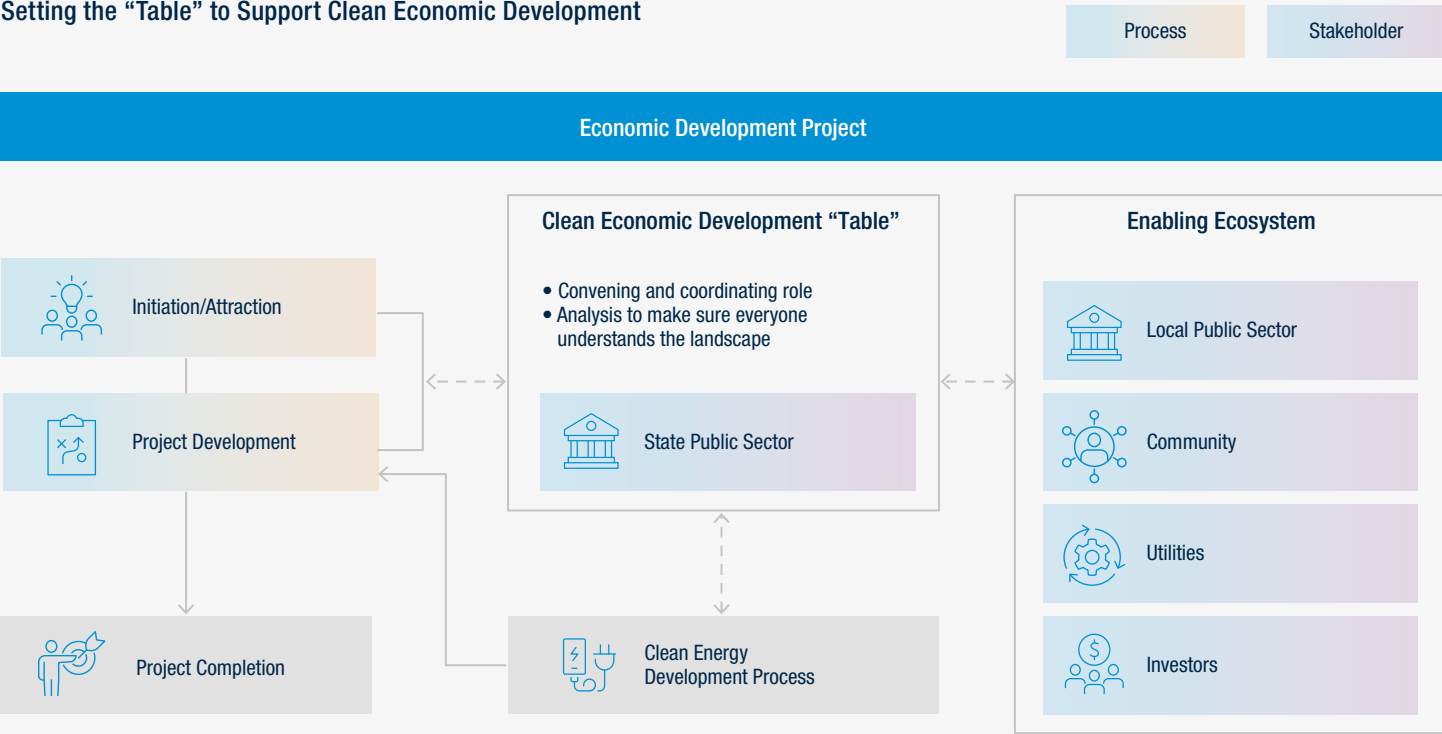 Setting the “Table” to Support Clean Economic Development
Process
Stakeholder
Economic Development Project
Initiation/Attraction
Project Development
Project Completion
Clean Economic Development “Table”
• Convening and coordinating role
• Analysis to make sure everyone
understands the landscape
State Public Sector
Clean Energy
Development Process
Enabling Ecosystem
Local Public Sector
Community
Utilities
Investors